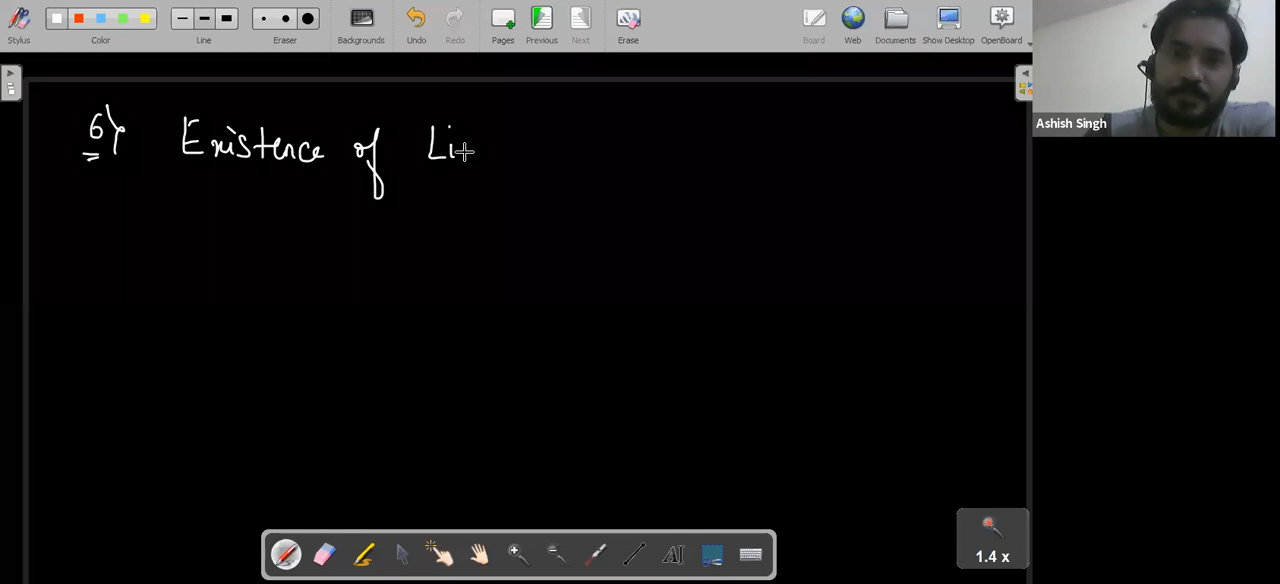 Stylus
Color
Line
Eraser
Backgrounds
Undo
Redo
Pages
Previous
Next
Erase
Board
Web
Documents
Show Desktop
OpenBoard
Ashish Singh
6) Existence of Li
AI
1.4 x